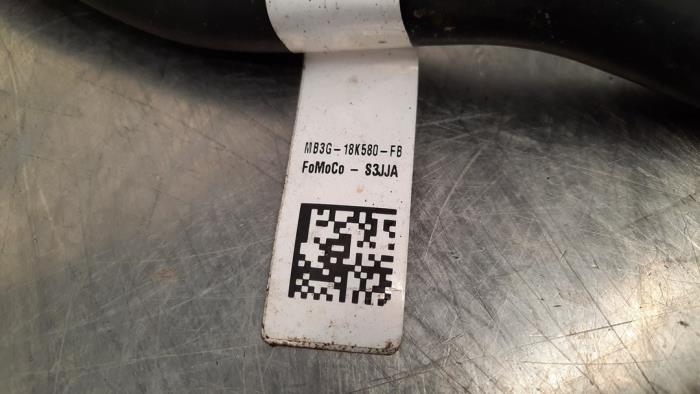 MB3G-18K580-FB
FoMoCo - S3JJA